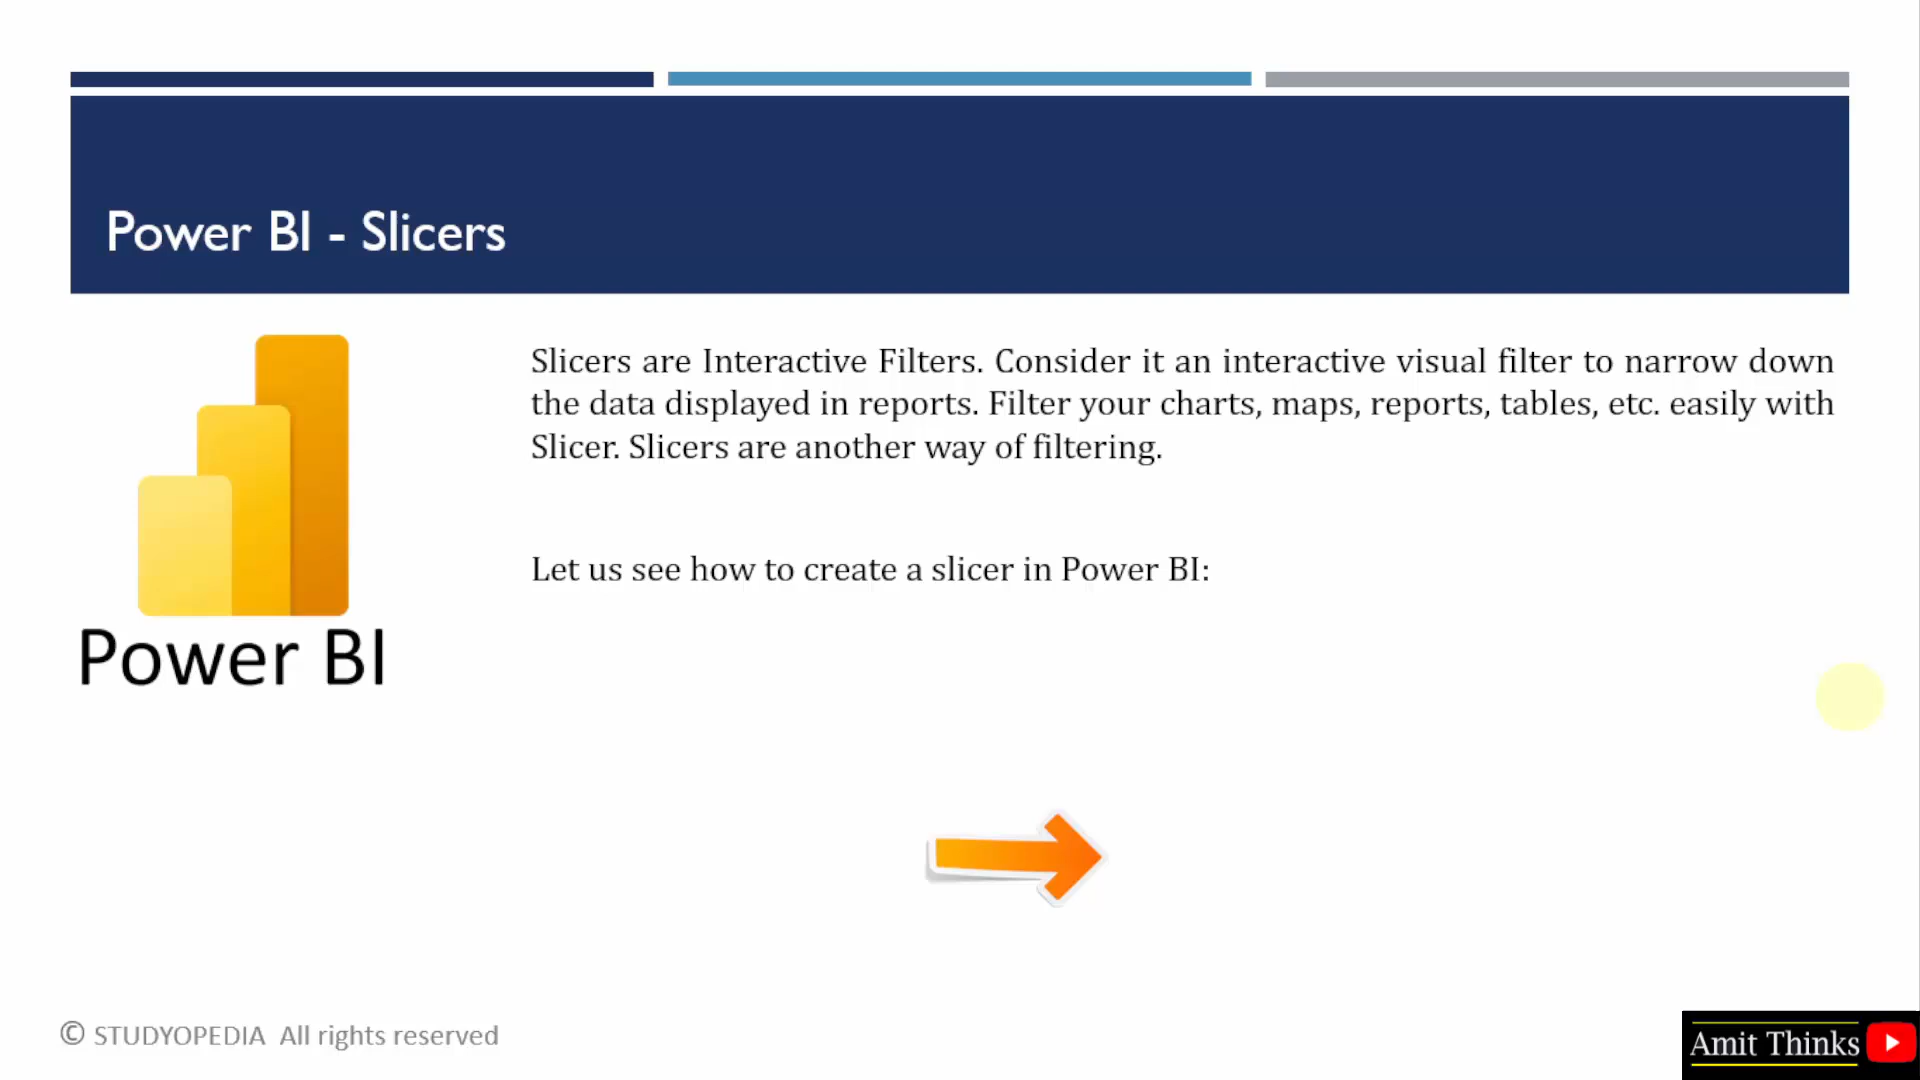 Power BI - Slicers
Slicers are Interactive Filters. Consider it an interactive visual filter to narrow down
the data displayed in reports. Filter your charts, maps, reports, tables, etc. easily with
Slicer. Slicers are another way of filtering.
Let us see how to create a slicer in Power BI:
Power BI
© STUDYOPEDIA All rights reserved
Amit Thinks